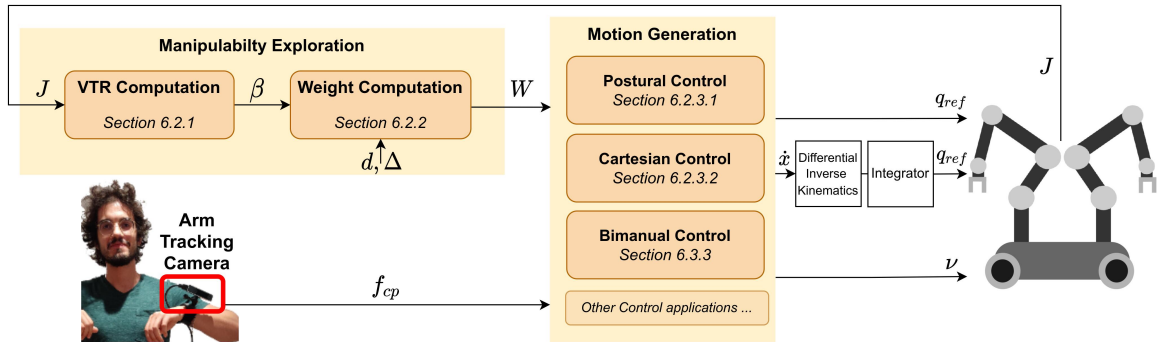 Manipulabilty Exploration
J
VTR Computation
Section 6.2.1
β
Weight Computation
Section 6.2.2
d, Δ
W
Motion Generation
Postural Control
Section 6.2.3.1
Cartesian Control
Section 6.2.3.2
Bimanual Control
Section 6.3.3
Other Control applications ...
q_ref
ẋ
Differential
Inverse
Kinematics
Integrator
q_ref
ν
J
Arm
Tracking
Camera
f_cp